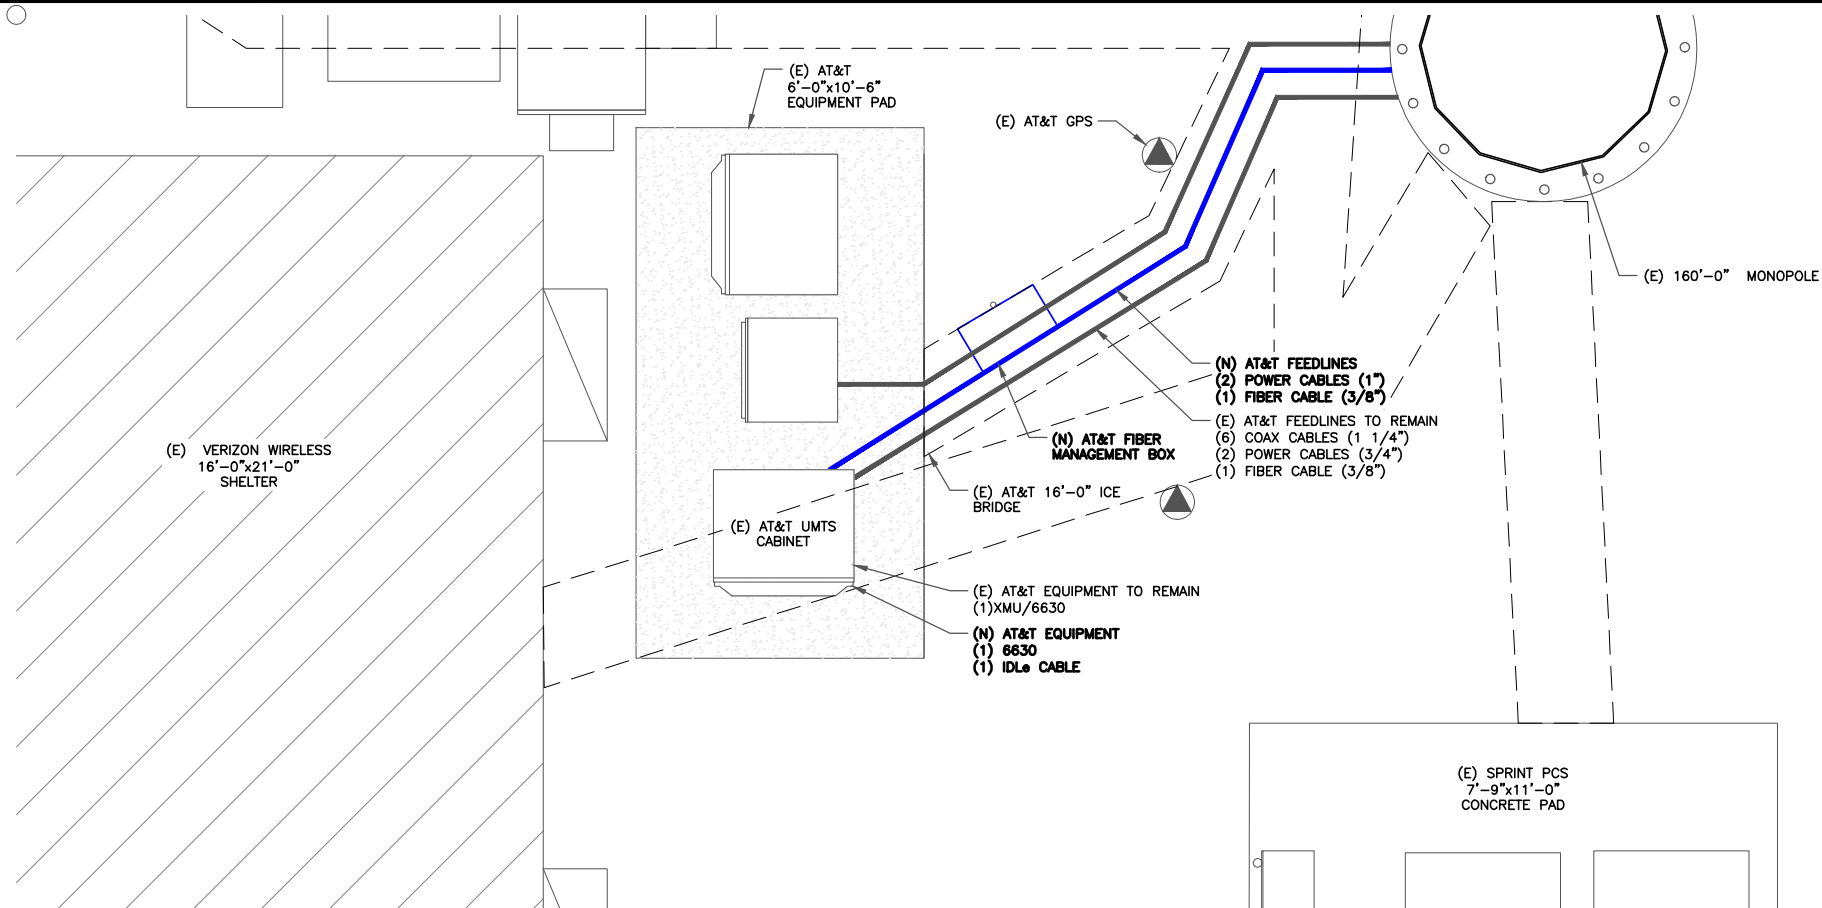 (E) AT&T
6'-0"x10'-6"
EQUIPMENT PAD
(E) AT&T GPS
(E) 160'-0" MONOPOLE
(N) AT&T FEEDLINES
(2) POWER CABLES (1")
(1) FIBER CABLE (3/8")
(E) AT&T FEEDLINES TO REMAIN
(6) COAX CABLES (1 1/4")
(2) POWER CABLES (3/4")
(1) FIBER CABLE (3/8")
(N) AT&T FIBER
MANAGEMENT BOX
(E) VERIZON WIRELESS
16'-0"x21'-0"
SHELTER
(E) AT&T 16'-0" ICE
BRIDGE
(E) AT&T UMTS
CABINET
(E) AT&T EQUIPMENT TO REMAIN
(1)XMU/6630
(N) AT&T EQUIPMENT
(1) 6630
(1) IDLe CABLE
(E) SPRINT PCS
7'-9"x11'-0"
CONCRETE PAD